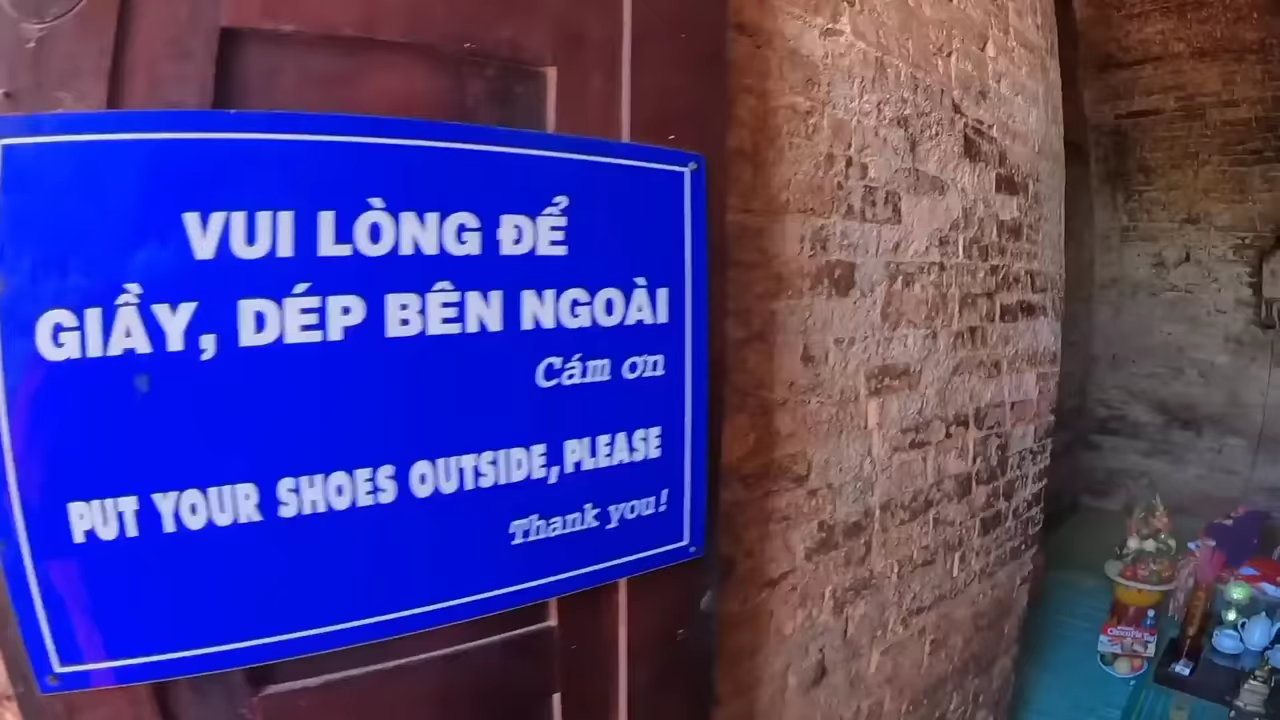 VUI LÒNG ĐỂ
GIẦY, DÉP BÊN NGOÀI
Cám ơn
PUT YOUR SHOES OUTSIDE, PLEASE
Thank you!